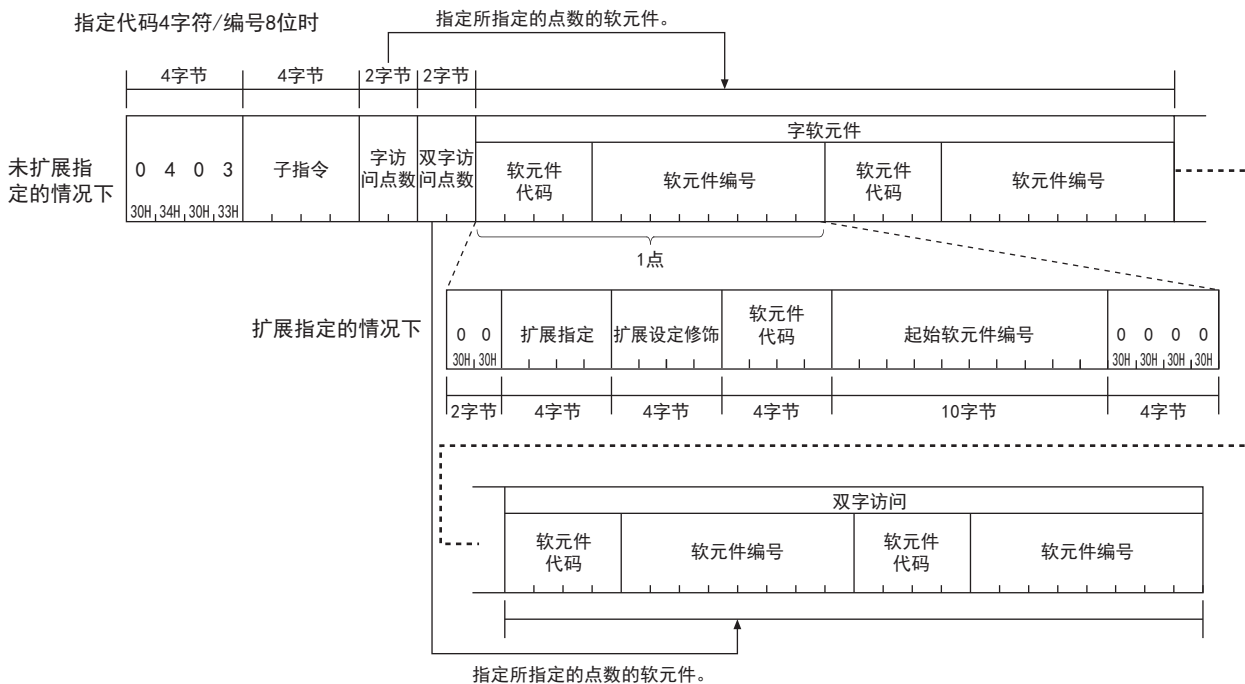 指定代码4字符/编号8位时
指定所指定的点数的软元件。
4字节 4字节 2字节 2字节
未扩展指
定的情况下
0 4 0 3
30H 34H 30H 33H
子指令
字访
问点数
双字访
问点数
字软元件
软元件
代码
软元件编号
软元件
代码
软元件编号
1点
扩展指定的情况下
0 0
30H 30H
扩展指定
扩展设定修饰
软元件
代码
起始软元件编号
0 0 0 0
30H 30H 30H 30H
2字节 4字节 4字节 4字节 10字节 4字节
双字访问
软元件
代码
软元件编号
软元件
代码
软元件编号
指定所指定的点数的软元件。